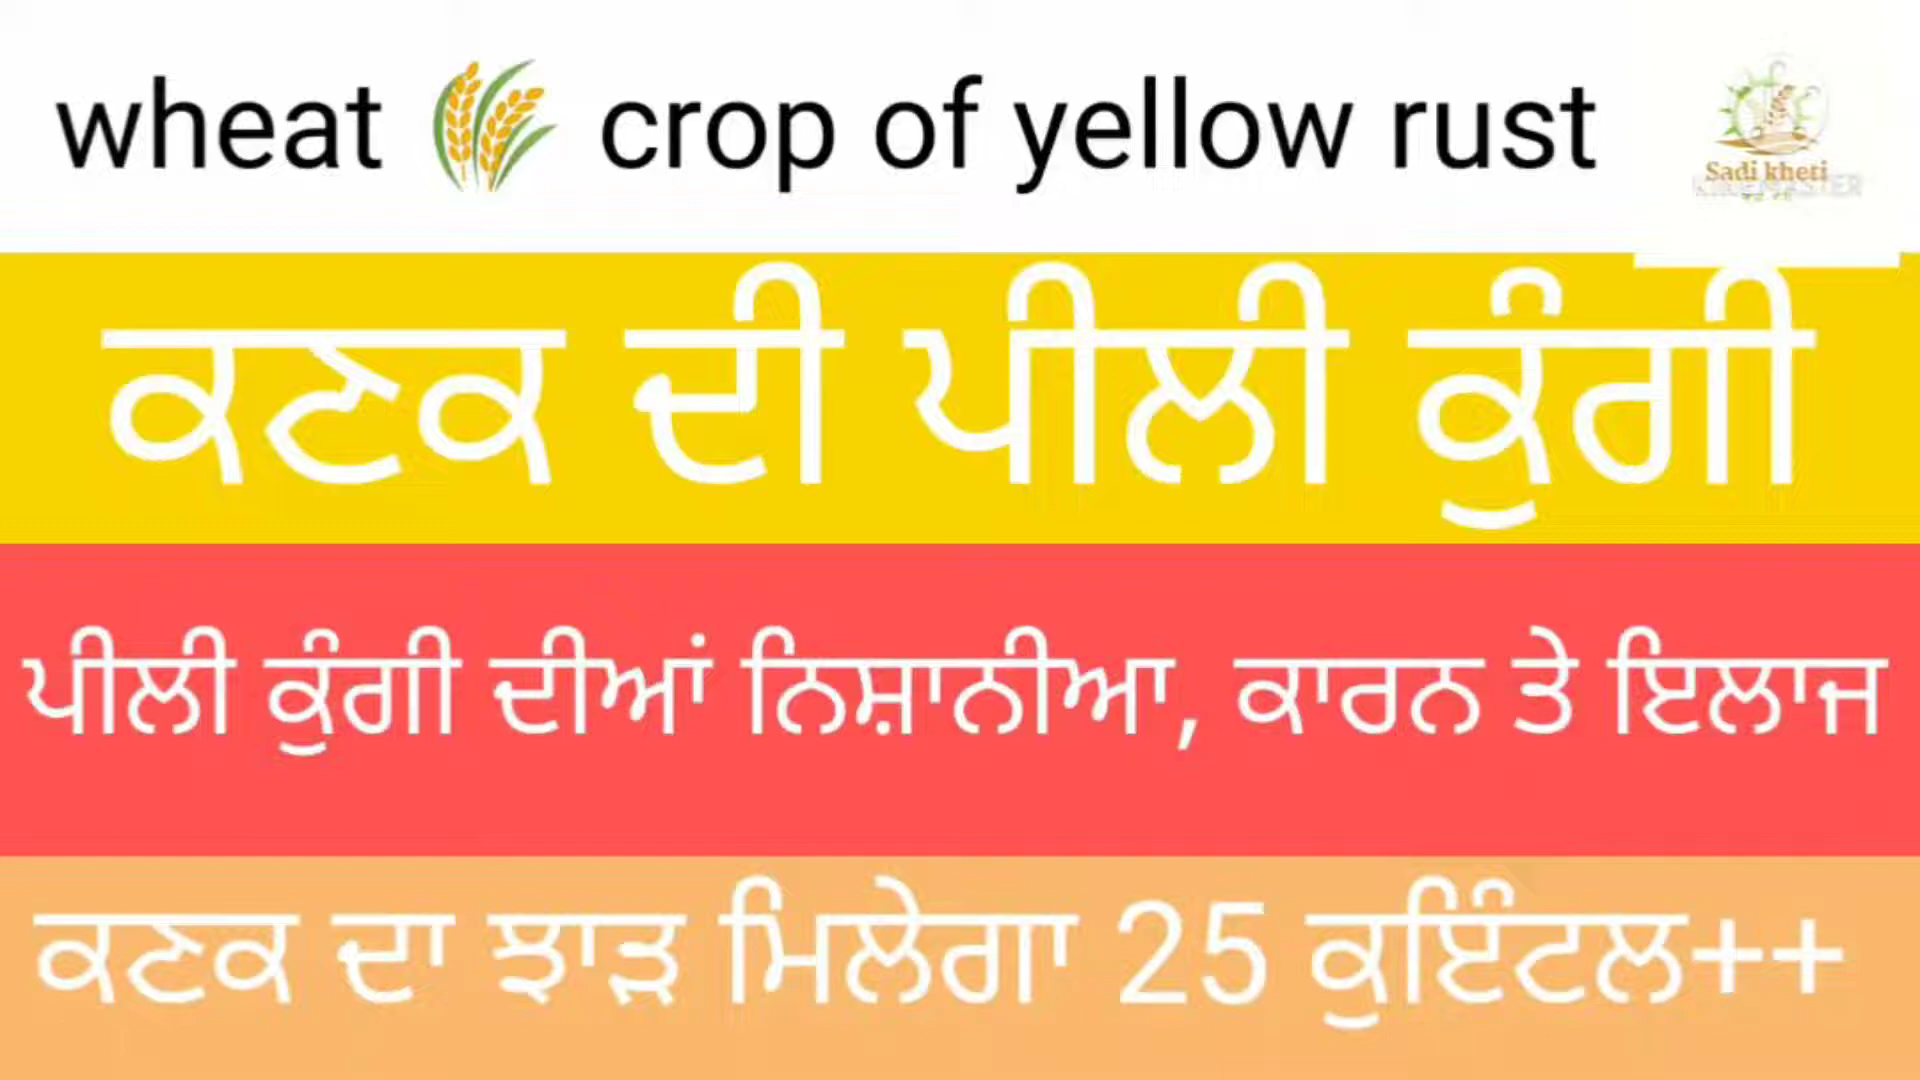 wheat 🌾 crop of yellow rust
Sadi kheti
ਕਣਕ ਦੀ ਪੀਲੀ ਕੁੰਗੀ
ਪੀਲੀ ਕੁੰਗੀ ਦੀਆਂ ਨਿਸ਼ਾਨੀਆ, ਕਾਰਨ ਤੇ ਇਲਾਜ
ਕਣਕ ਦਾ ਝਾੜ ਮਿਲੇਗਾ 25 ਕੁਇੰਟਲ++